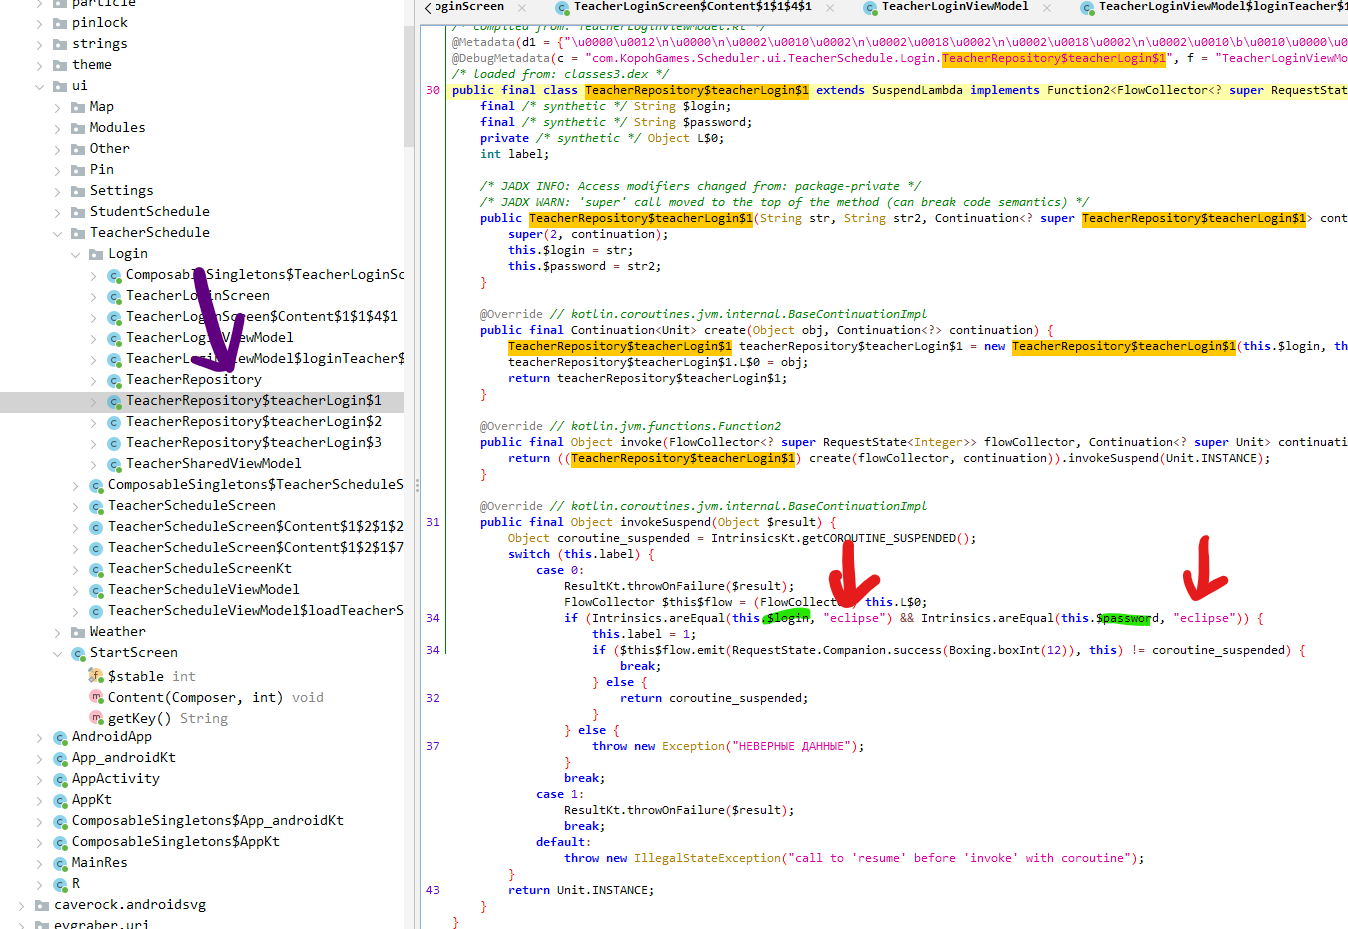 particle
pinlock
strings
theme
ui
Map
Modules
Other
Pin
Settings
StudentSchedule
TeacherSchedule
Login
TeacherLoginScreen
TeacherRepository
TeacherRepository$teacherLogin$1
TeacherRepository$teacherLogin$2
TeacherRepository$teacherLogin$3
TeacherSharedViewModel
ComposableSingletons$TeacherScheduleS
TeacherScheduleScreen
TeacherScheduleScreen$Content$1$2$1$2
TeacherScheduleScreen$Content$1$2$1$7
TeacherScheduleScreenKt
TeacherScheduleViewModel
TeacherScheduleViewModel$loadTeacherS
Weather
StartScreen
$stable int
Content(Composer, int) void
getKey() String
AndroidApp
App_androidKt
AppActivity
AppKt
ComposableSingletons$App_androidKt
ComposableSingletons$AppKt
MainRes
R
caverock.androidsvg
evgraber.uri
oginScreen
TeacherLoginScreen$Content$1$1$4$1
TeacherLoginViewModel
TeacherLoginViewModel$loginTeacher$1
/* compiled from: TeacherLoginViewModel.kt */
@Metadata(d1 = {"\u0000\u0012\n\u0000\n\u0002\u0010\u0002\n\u0002\u0018\u0002\n\u0002\u0018\u0002\n\u0002\u0010\b\u0010\u0000\u0
@DebugMetadata(c = "com.KopohGames.Scheduler.ui.TeacherSchedule.Login.TeacherRepository$teacherLogin$1", f = "TeacherLoginViewMo
/* loaded from: classes3.dex */
30 public final class TeacherRepository$teacherLogin$1 extends SuspendLambda implements Function2<FlowCollector<? super RequestStat
final /* synthetic */ String $login;
final /* synthetic */ String $password;
private /* synthetic */ Object L$0;
int label;
/* JADX INFO: Access modifiers changed from: package-private */
/* JADX WARN: 'super' call moved to the top of the method (can break code semantics) */
public TeacherRepository$teacherLogin$1(String str, String str2, Continuation<? super TeacherRepository$teacherLogin$1> cont
super(2, continuation);
this.$login = str;
this.$password = str2;
}
@Override // kotlin.coroutines.jvm.internal.BaseContinuationImpl
public final Continuation<Unit> create(Object obj, Continuation<?> continuation) {
TeacherRepository$teacherLogin$1 teacherRepository$teacherLogin$1 = new TeacherRepository$teacherLogin$1(this.$login, th
teacherRepository$teacherLogin$1.L$0 = obj;
return teacherRepository$teacherLogin$1;
}
@Override // kotlin.jvm.functions.Function2
public final Object invoke(FlowCollector<? super RequestState<Integer>> flowCollector, Continuation<? super Unit> continuati
return ((TeacherRepository$teacherLogin$1) create(flowCollector, continuation)).invokeSuspend(Unit.INSTANCE);
}
@Override // kotlin.coroutines.jvm.internal.BaseContinuationImpl
31 public final Object invokeSuspend(Object $result) {
Object coroutine_suspended = IntrinsicsKt.getCOROUTINE_SUSPENDED();
switch (this.label) {
case 0:
ResultKt.throwOnFailure($result);
FlowCollector $this$flow = (FlowCollector) this.L$0;
34 if (Intrinsics.areEqual(this.$login, "eclipse") && Intrinsics.areEqual(this.$password, "eclipse")) {
this.label = 1;
34 if ($this$flow.emit(RequestState.Companion.success(Boxing.boxInt(12)), this) != coroutine_suspended) {
break;
} else {
32 return coroutine_suspended;
}
} else {
37 throw new Exception("НЕВЕРНЫЕ ДАННЫЕ");
}
break;
case 1:
ResultKt.throwOnFailure($result);
break;
default:
throw new IllegalStateException("call to 'resume' before 'invoke' with coroutine");
}
43 return Unit.INSTANCE;
}
}